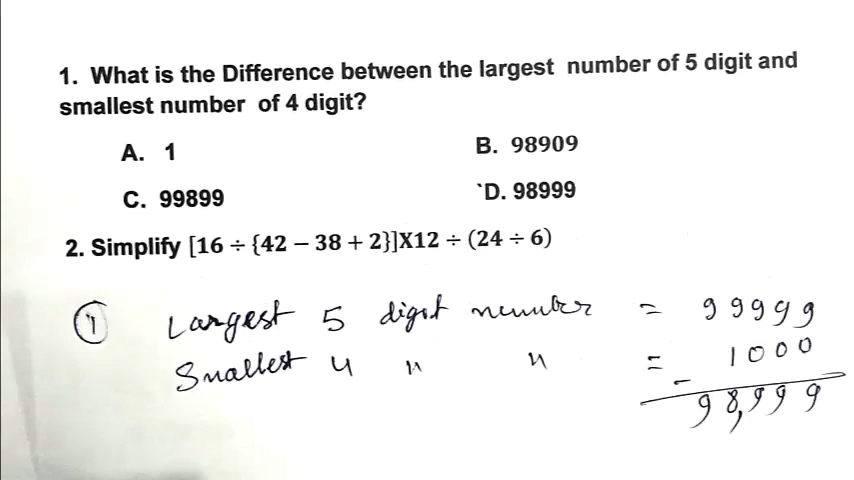 1. What is the Difference between the largest number of 5 digit and
smallest number of 4 digit?
A. 1
B. 98909
C. 99899
`D. 98999
2. Simplify [16 ÷ {42 − 38 + 2}]X12 ÷ (24 ÷ 6)
1 Largest 5 digit number = 99999
Smallest 4 " " = - 1000
98,999